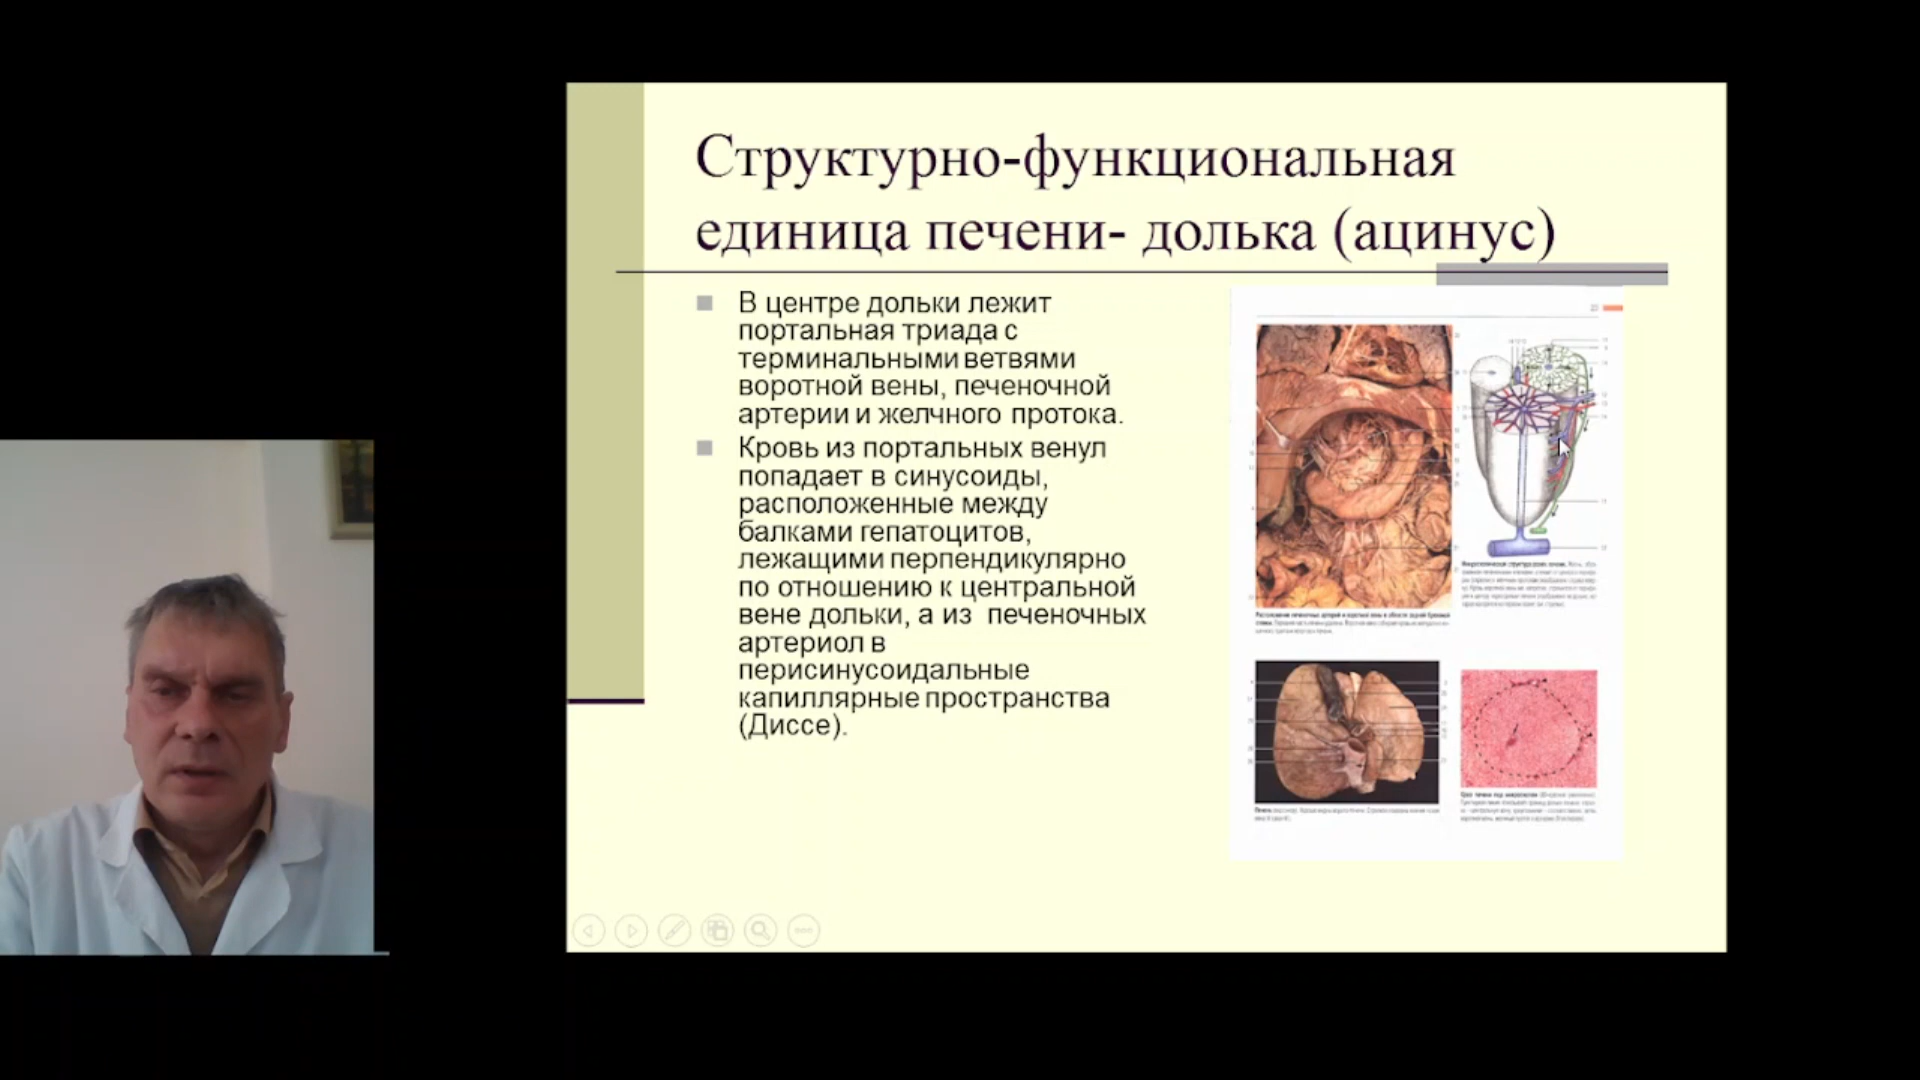 Структурно-функциональная
единица печени- долька (ацинус)
В центре дольки лежит
портальная триада с
терминальными ветвями
воротной вены, печеночной
артерии и желчного протока.
Кровь из портальных венул
попадает в синусоиды,
расположенные между
балками гепатоцитов,
лежащими перпендикулярно
по отношению к центральной
вене дольки, а из  печеночных
артериол в
перисинусоидальные
капиллярные пространства
(Диссе).